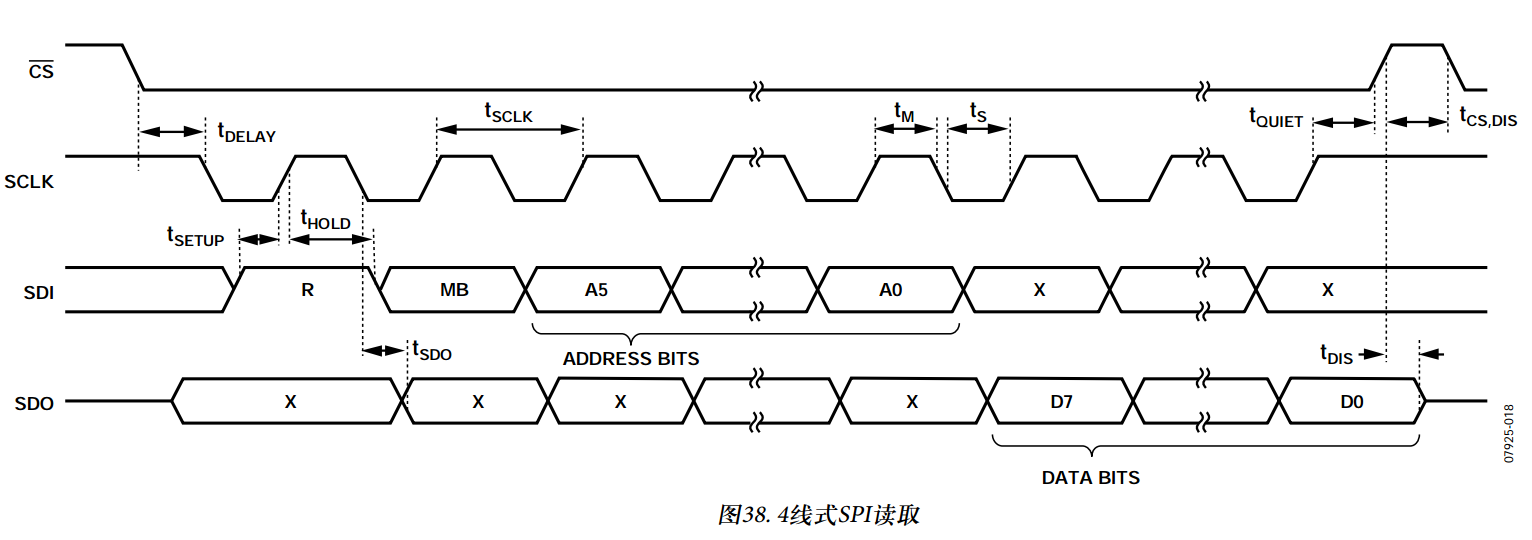 CS
tDELAY
tSCLK
tM
tS
tQUIET
tCS,DIS
SCLK
tSETUP
tHOLD
SDI
R
MB
A5
A0
X
X
ADDRESS BITS
tSDO
tDIS
SDO
X
X
X
X
D7
D0
DATA BITS
07925-018
图38. 4线式SPI读取